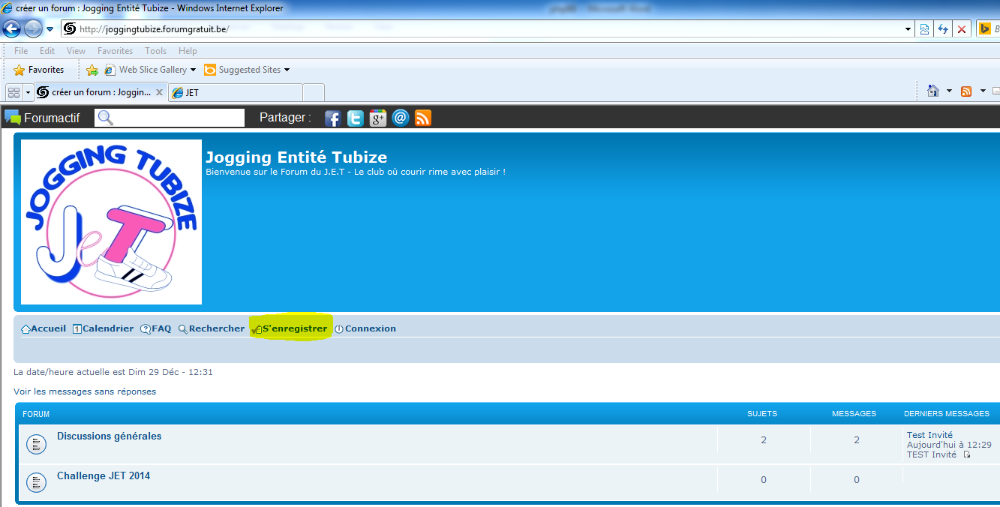 créer un forum : Jogging Entité Tubize - Windows Internet Explorer
http://joggingtubize.forumgratuit.be/
File Edit View Favorites Tools Help
Favorites Web Slice Gallery Suggested Sites
créer un forum : Joggin... JET
Forumactif Partager :
JOGGING TUBIZE
JeT
Jogging Entité Tubize
Bienvenue sur le Forum du J.E.T - Le club où courir rime avec plaisir !
Accueil Calendrier FAQ Rechercher S'enregistrer Connexion
La date/heure actuelle est Dim 29 Déc - 12:31
Voir les messages sans réponses
FORUM SUJETS MESSAGES DERNIERS MESSAGES
Discussions générales 2 2 Test Invité
Aujourd'hui à 12:29
TEST Invité
Challenge JET 2014 0 0